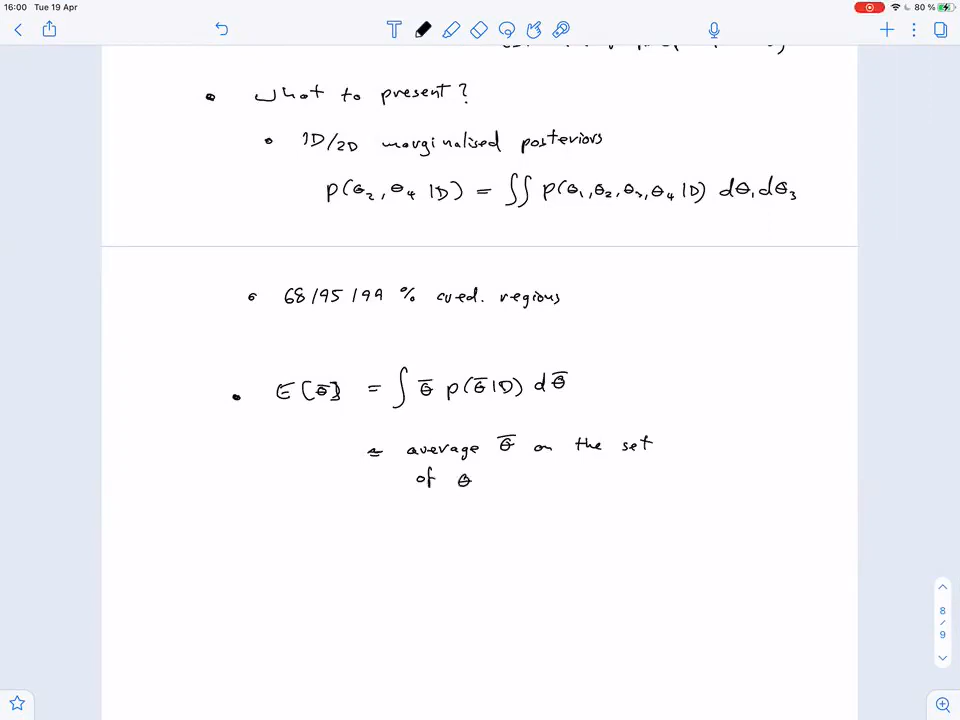 16:00 Tue 19 Apr
80 %
T
• What to present?
• 1D/2D marginalised posteriors
p(θ₂, θ₄ | D) = ∫∫ p(θ₁, θ₂, θ₃, θ₄ | D) dθ₁ dθ₃
• 68/95/99 % cred. regions
• E[θ̅] = ∫ θ̅ p(θ̅|D) dθ̅
≈ average θ̅ on the set
of θ
8
/
9